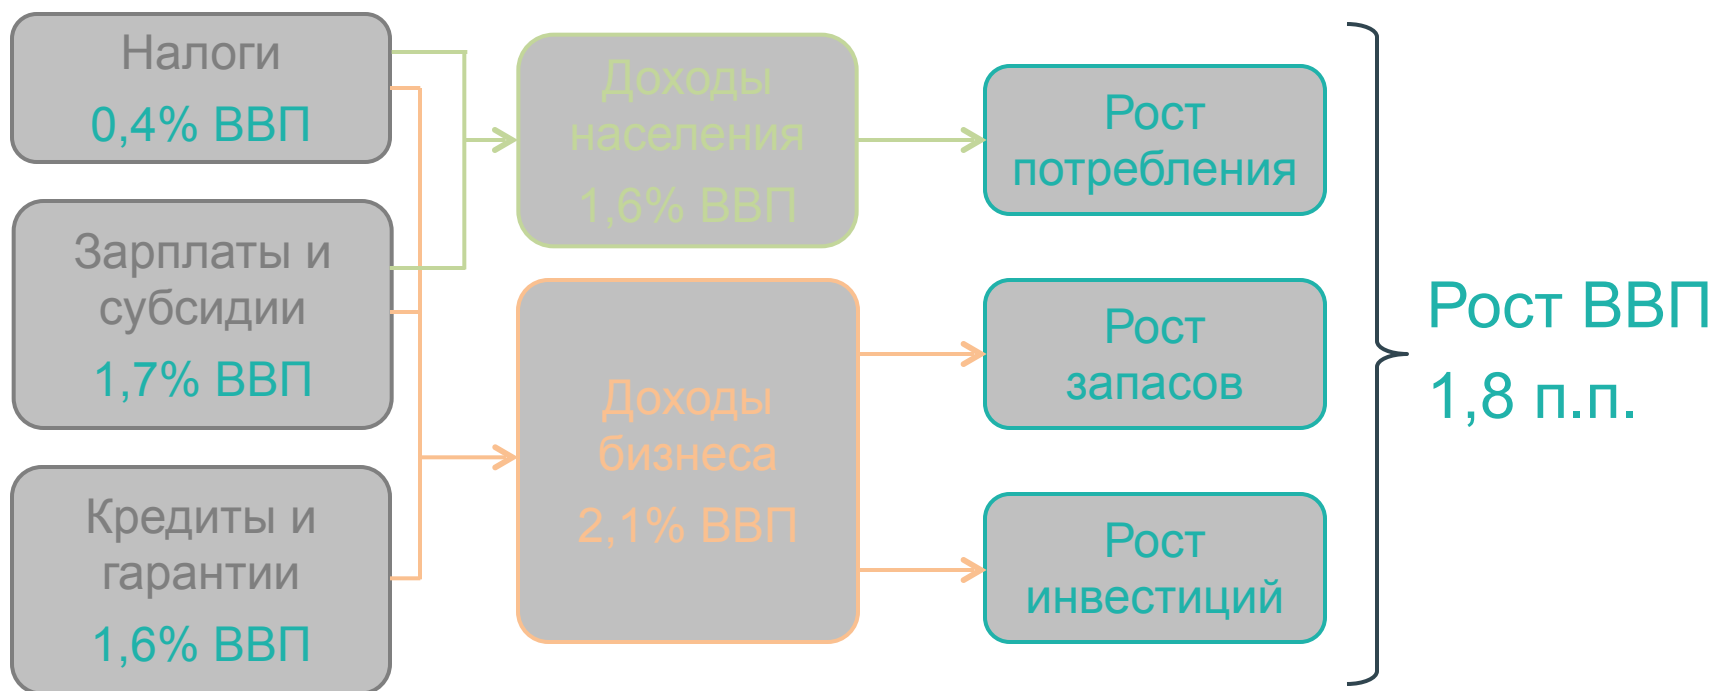 Налоги
0,4% ВВП
Зарплаты и
субсидии
1,7% ВВП
Кредиты и
гарантии
1,6% ВВП
Доходы
населения
1,6% ВВП
Доходы
бизнеса
2,1% ВВП
Рост
потребления
Рост
запасов
Рост
инвестиций
Рост ВВП
1,8 п.п.